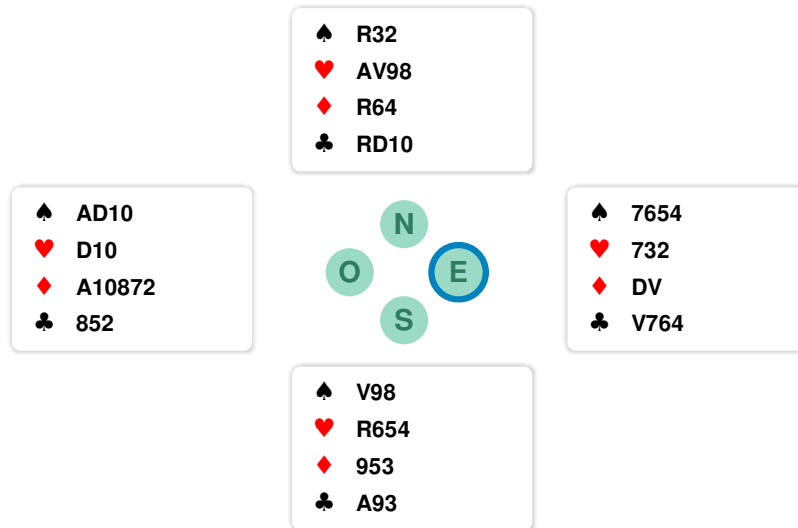 ♠ R32
♥ AV98
♦ R64
♣ RD10
♠ AD10
♥ D10
♦ A10872
♣ 852
N
O
E
S
♠ 7654
♥ 732
♦ DV
♣ V764
♠ V98
♥ R654
♦ 953
♣ A93